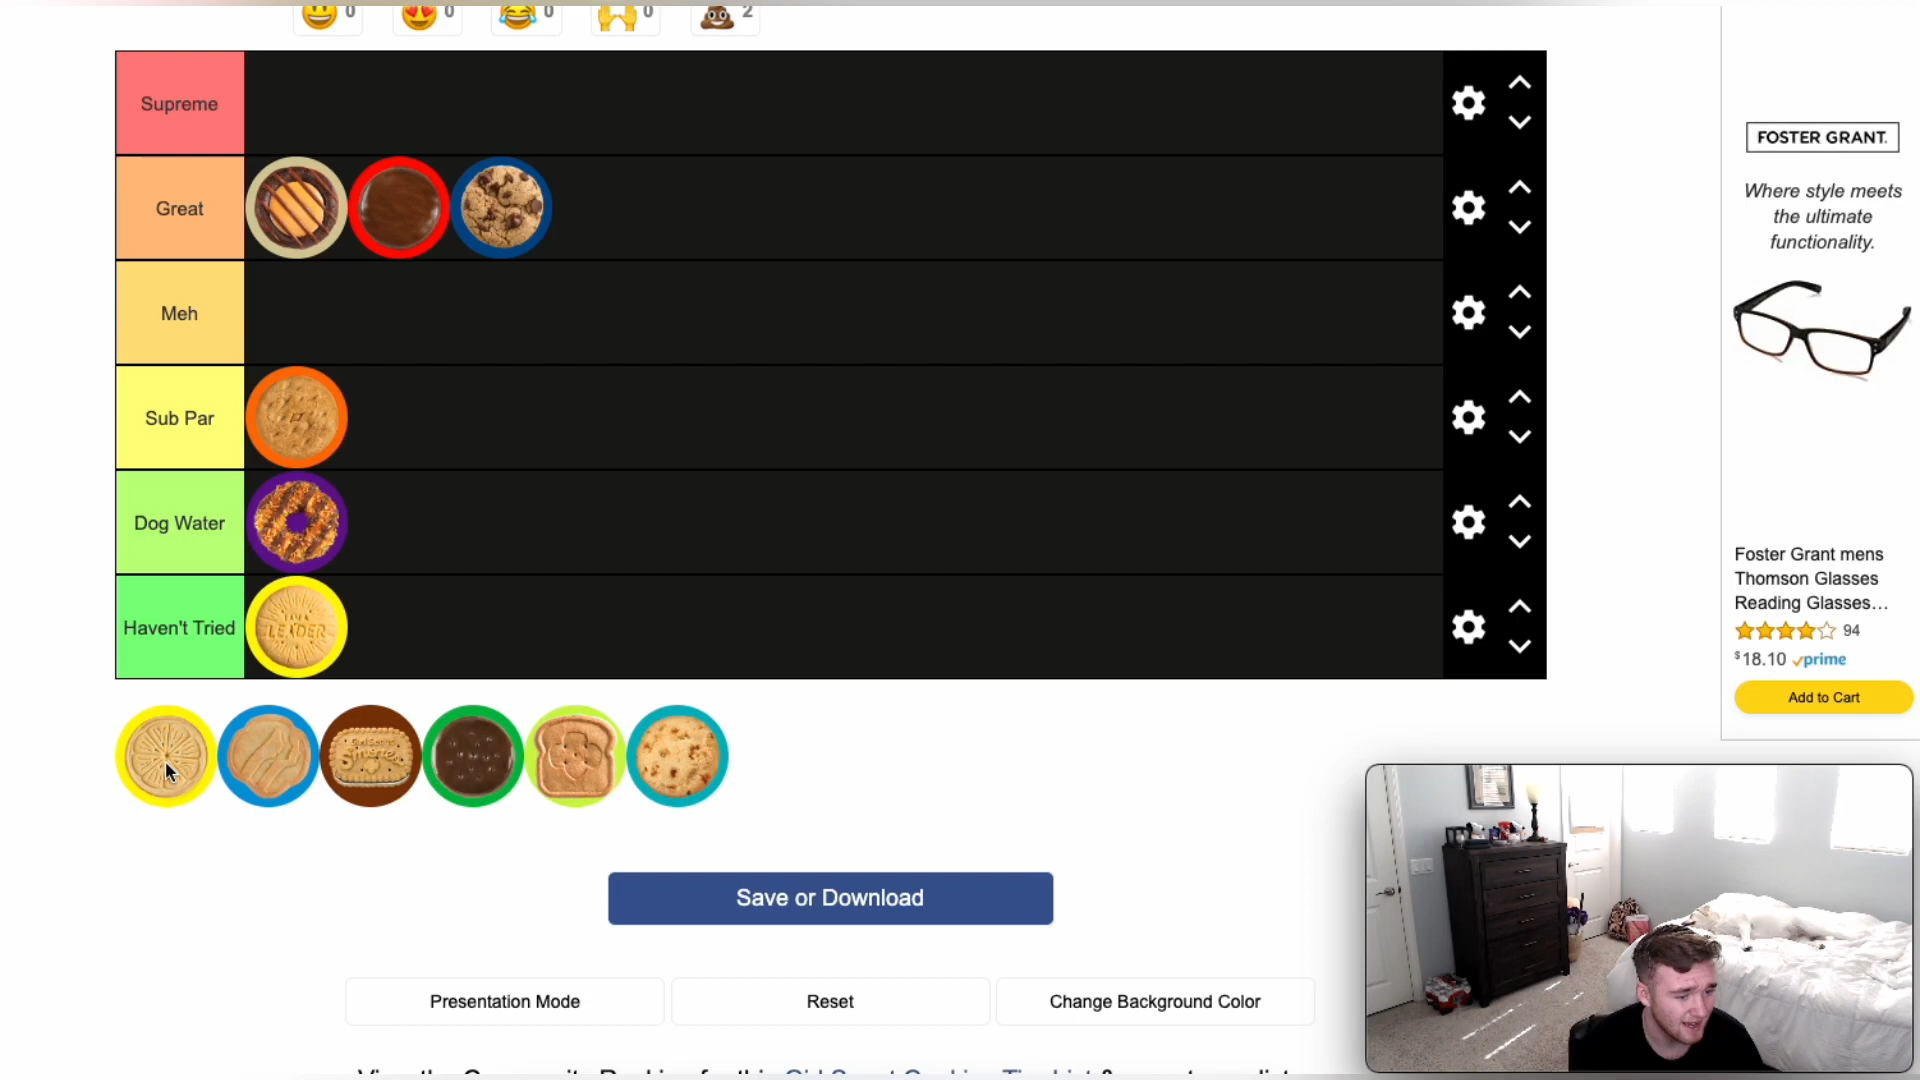 0
0
0
0
2
Supreme
Great
Meh
Sub Par
Dog Water
Haven't Tried
LEADER
Save or Download
Presentation Mode
Reset
Change Background Color
FOSTER GRANT.
Where style meets
the ultimate
functionality.
Foster Grant mens
Thomson Glasses
Reading Glasses…
94
$18.10 prime
Add to Cart